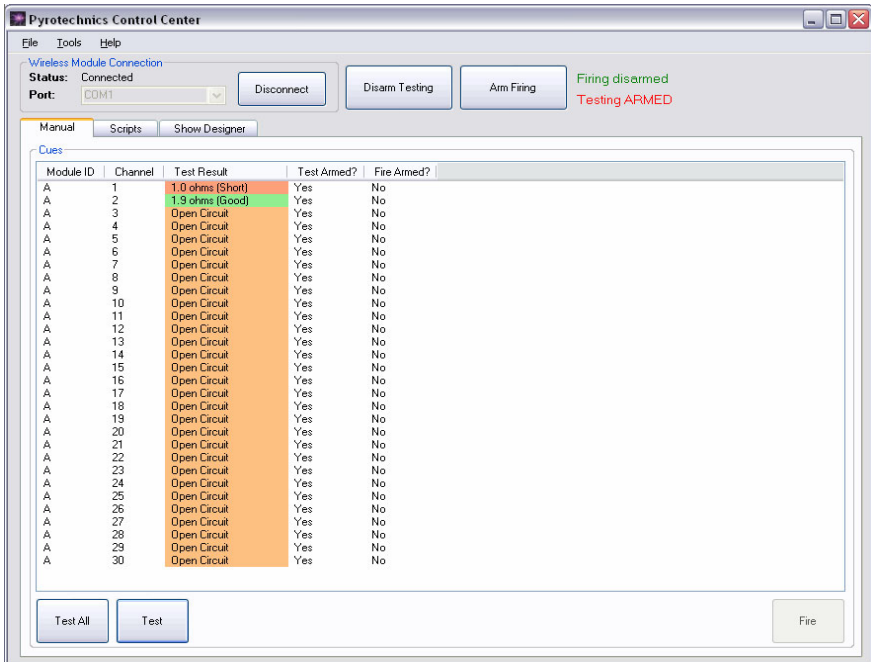 Pyrotechnics Control Center
File Tools Help
Wireless Module Connection
Status: Connected
Port: COM1
Disconnect
Disarm Testing
Arm Firing
Firing disarmed
Testing ARMED
Manual Scripts Show Designer
Cues
Module ID Channel Test Result Test Armed? Fire Armed?
A 1 1.0 ohms (Short) Yes No
A 2 1.9 ohms (Good) Yes No
A 3 Open Circuit Yes No
A 4 Open Circuit Yes No
A 5 Open Circuit Yes No
A 6 Open Circuit Yes No
A 7 Open Circuit Yes No
A 8 Open Circuit Yes No
A 9 Open Circuit Yes No
A 10 Open Circuit Yes No
A 11 Open Circuit Yes No
A 12 Open Circuit Yes No
A 13 Open Circuit Yes No
A 14 Open Circuit Yes No
A 15 Open Circuit Yes No
A 16 Open Circuit Yes No
A 17 Open Circuit Yes No
A 18 Open Circuit Yes No
A 19 Open Circuit Yes No
A 20 Open Circuit Yes No
A 21 Open Circuit Yes No
A 22 Open Circuit Yes No
A 23 Open Circuit Yes No
A 24 Open Circuit Yes No
A 25 Open Circuit Yes No
A 26 Open Circuit Yes No
A 27 Open Circuit Yes No
A 28 Open Circuit Yes No
A 29 Open Circuit Yes No
A 30 Open Circuit Yes No
Test All Test Fire